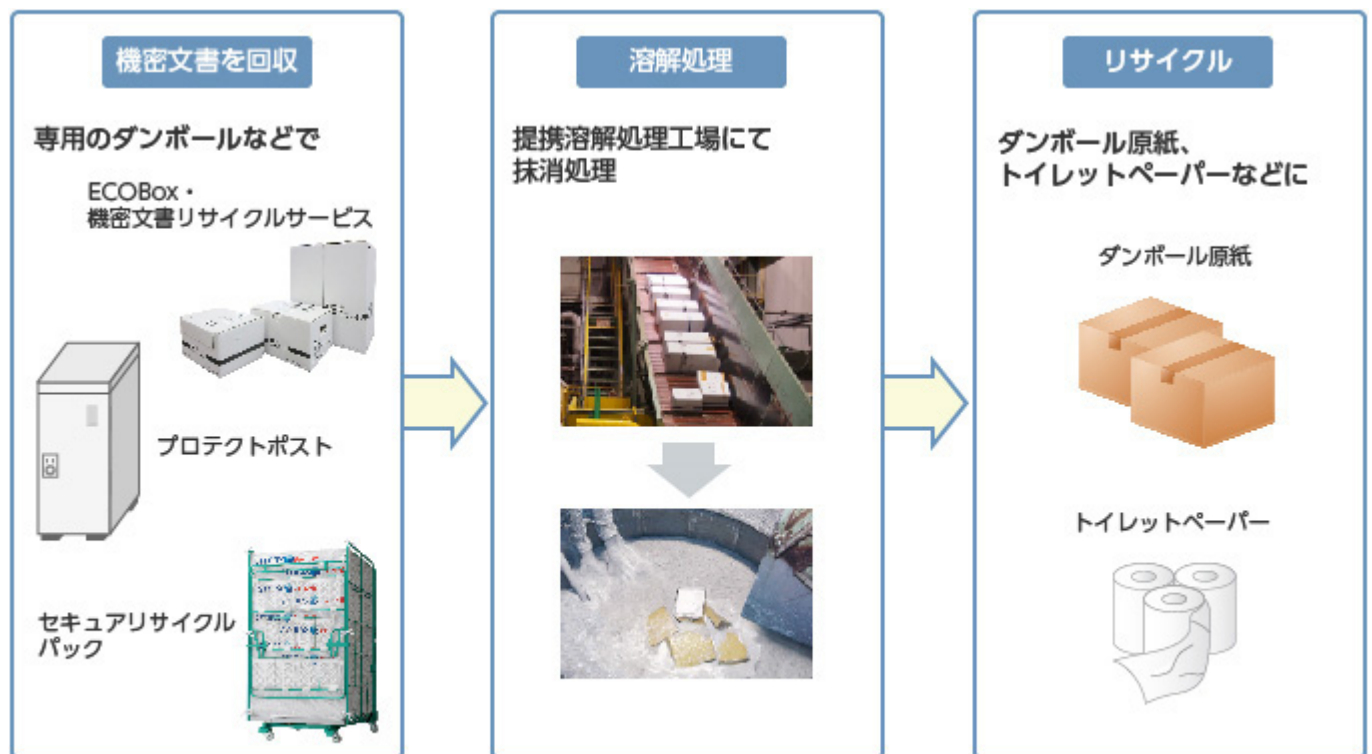 機密文書を回収
専用のダンボールなどで
ECOBox・
機密文書リサイクルサービス
プロテクトポスト
セキュアリサイクル
パック
溶解処理
提携溶解処理工場にて
抹消処理
リサイクル
ダンボール原紙、
トイレットペーパーなどに
ダンボール原紙
トイレットペーパー